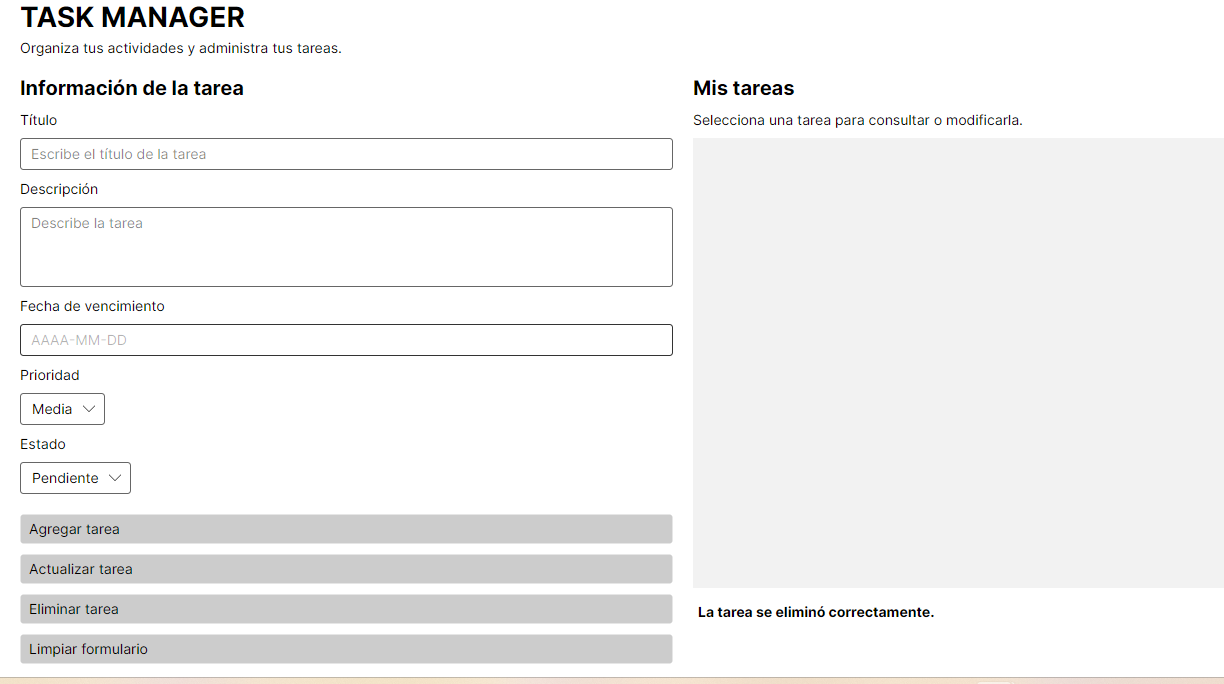 TASK MANAGER
Organiza tus actividades y administra tus tareas.
Información de la tarea
Título
Escribe el título de la tarea
Descripción
Describe la tarea
Fecha de vencimiento
AAAA-MM-DD
Prioridad
Media
Estado
Pendiente
Agregar tarea
Actualizar tarea
Eliminar tarea
Limpiar formulario
Mis tareas
Selecciona una tarea para consultar o modificarla.
La tarea se eliminó correctamente.